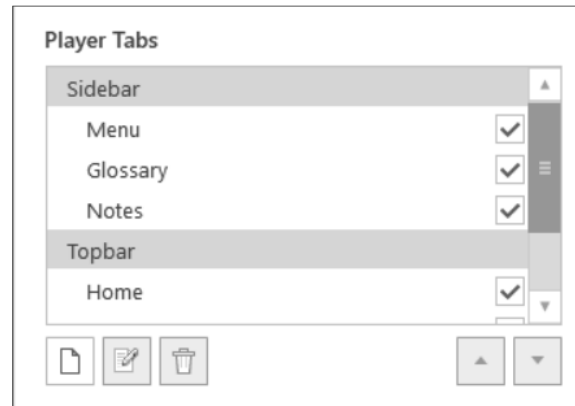 Player Tabs
Sidebar
Menu
Glossary
Notes
Topbar
Home